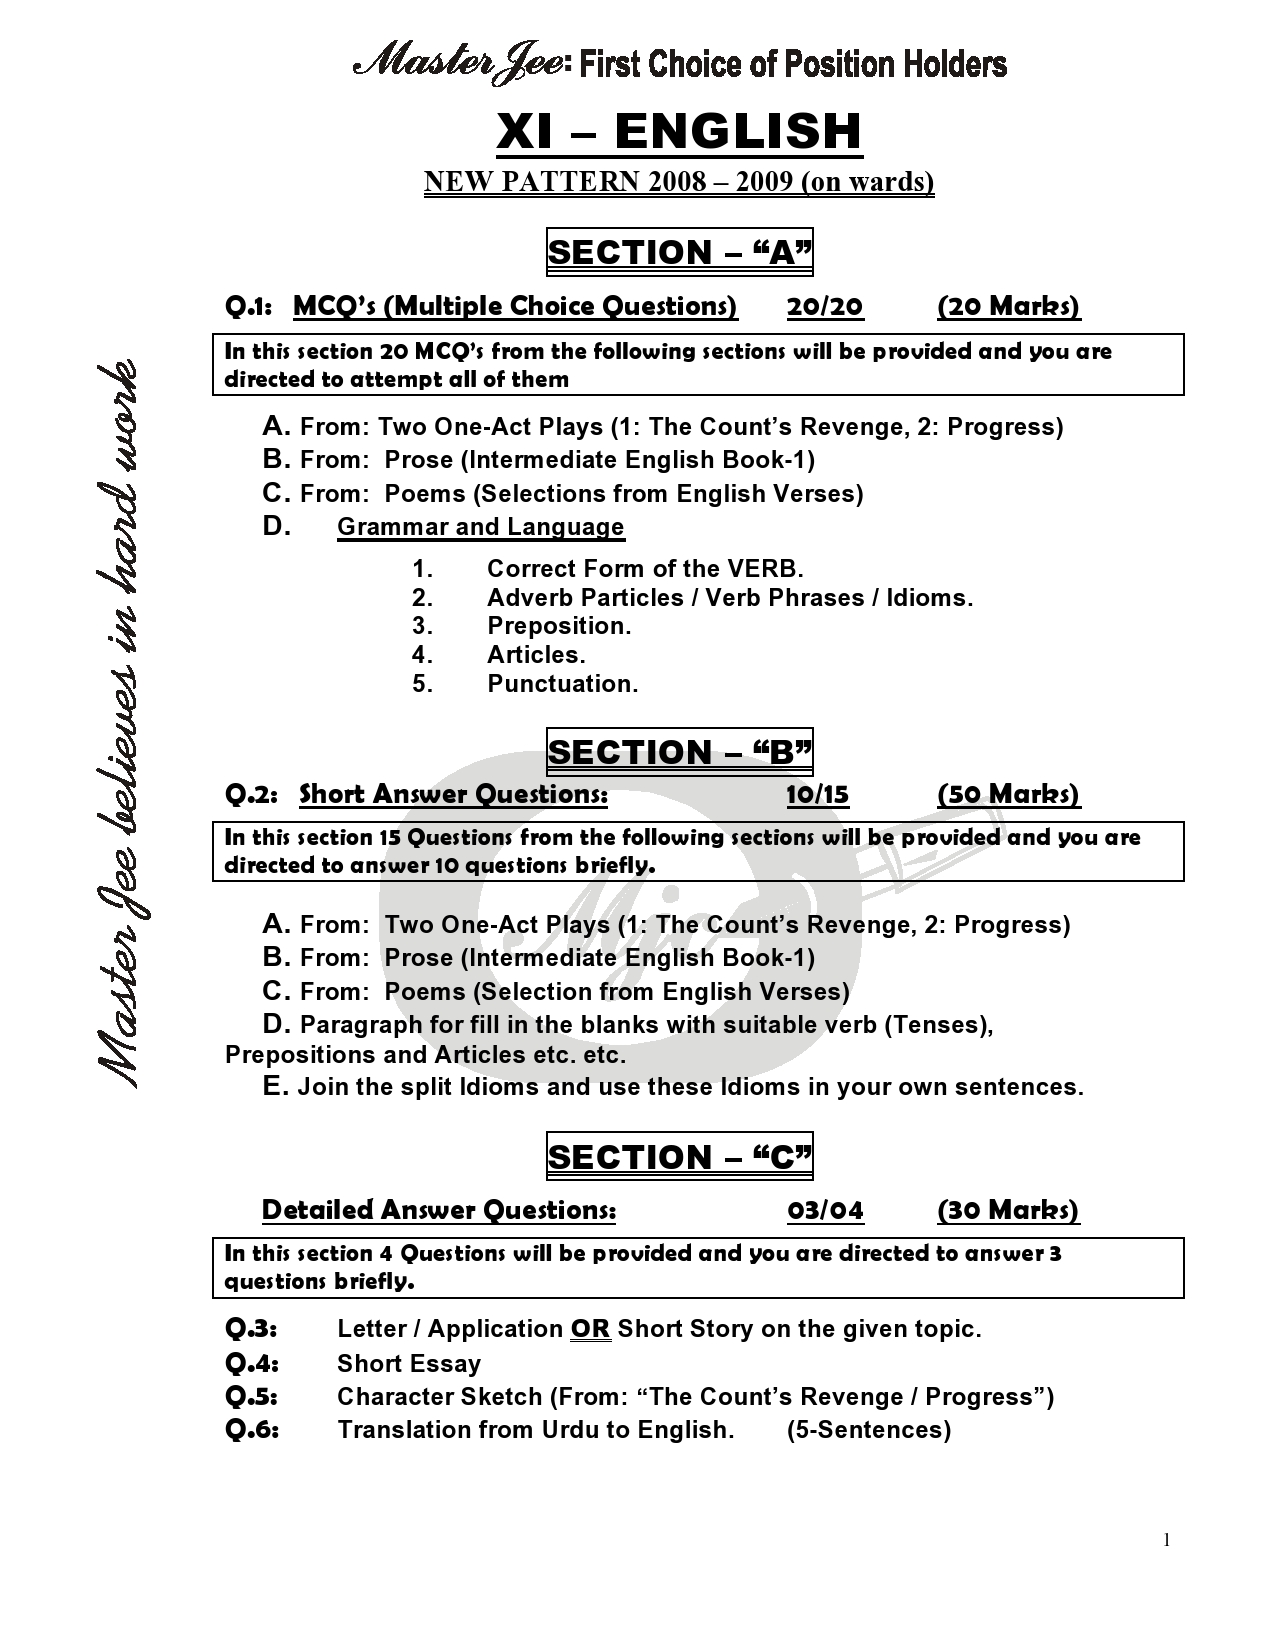 Master Jee: First Choice of Position Holders
XI – ENGLISH
NEW PATTERN 2008 – 2009 (on wards)
SECTION – “A”
Q.1: MCQ’s (Multiple Choice Questions) 20/20 (20 Marks)
In this section 20 MCQ’s from the following sections will be provided and you are
directed to attempt all of them
A. From: Two One-Act Plays (1: The Count’s Revenge, 2: Progress)
B. From: Prose (Intermediate English Book-1)
C. From: Poems (Selections from English Verses)
D. Grammar and Language
1. Correct Form of the VERB.
2. Adverb Particles / Verb Phrases / Idioms.
3. Preposition.
4. Articles.
5. Punctuation.
Master Jee believes in hard work
SECTION – “B”
Q.2: Short Answer Questions: 10/15 (50 Marks)
In this section 15 Questions from the following sections will be provided and you are
directed to answer 10 questions briefly.
Mjc
A. From: Two One-Act Plays (1: The Count’s Revenge, 2: Progress)
B. From: Prose (Intermediate English Book-1)
C. From: Poems (Selection from English Verses)
D. Paragraph for fill in the blanks with suitable verb (Tenses),
Prepositions and Articles etc. etc.
E. Join the split Idioms and use these Idioms in your own sentences.
SECTION – “C”
Detailed Answer Questions: 03/04 (30 Marks)
In this section 4 Questions will be provided and you are directed to answer 3
questions briefly.
Q.3: Letter / Application OR Short Story on the given topic.
Q.4: Short Essay
Q.5: Character Sketch (From: “The Count’s Revenge / Progress”)
Q.6: Translation from Urdu to English. (5-Sentences)
1